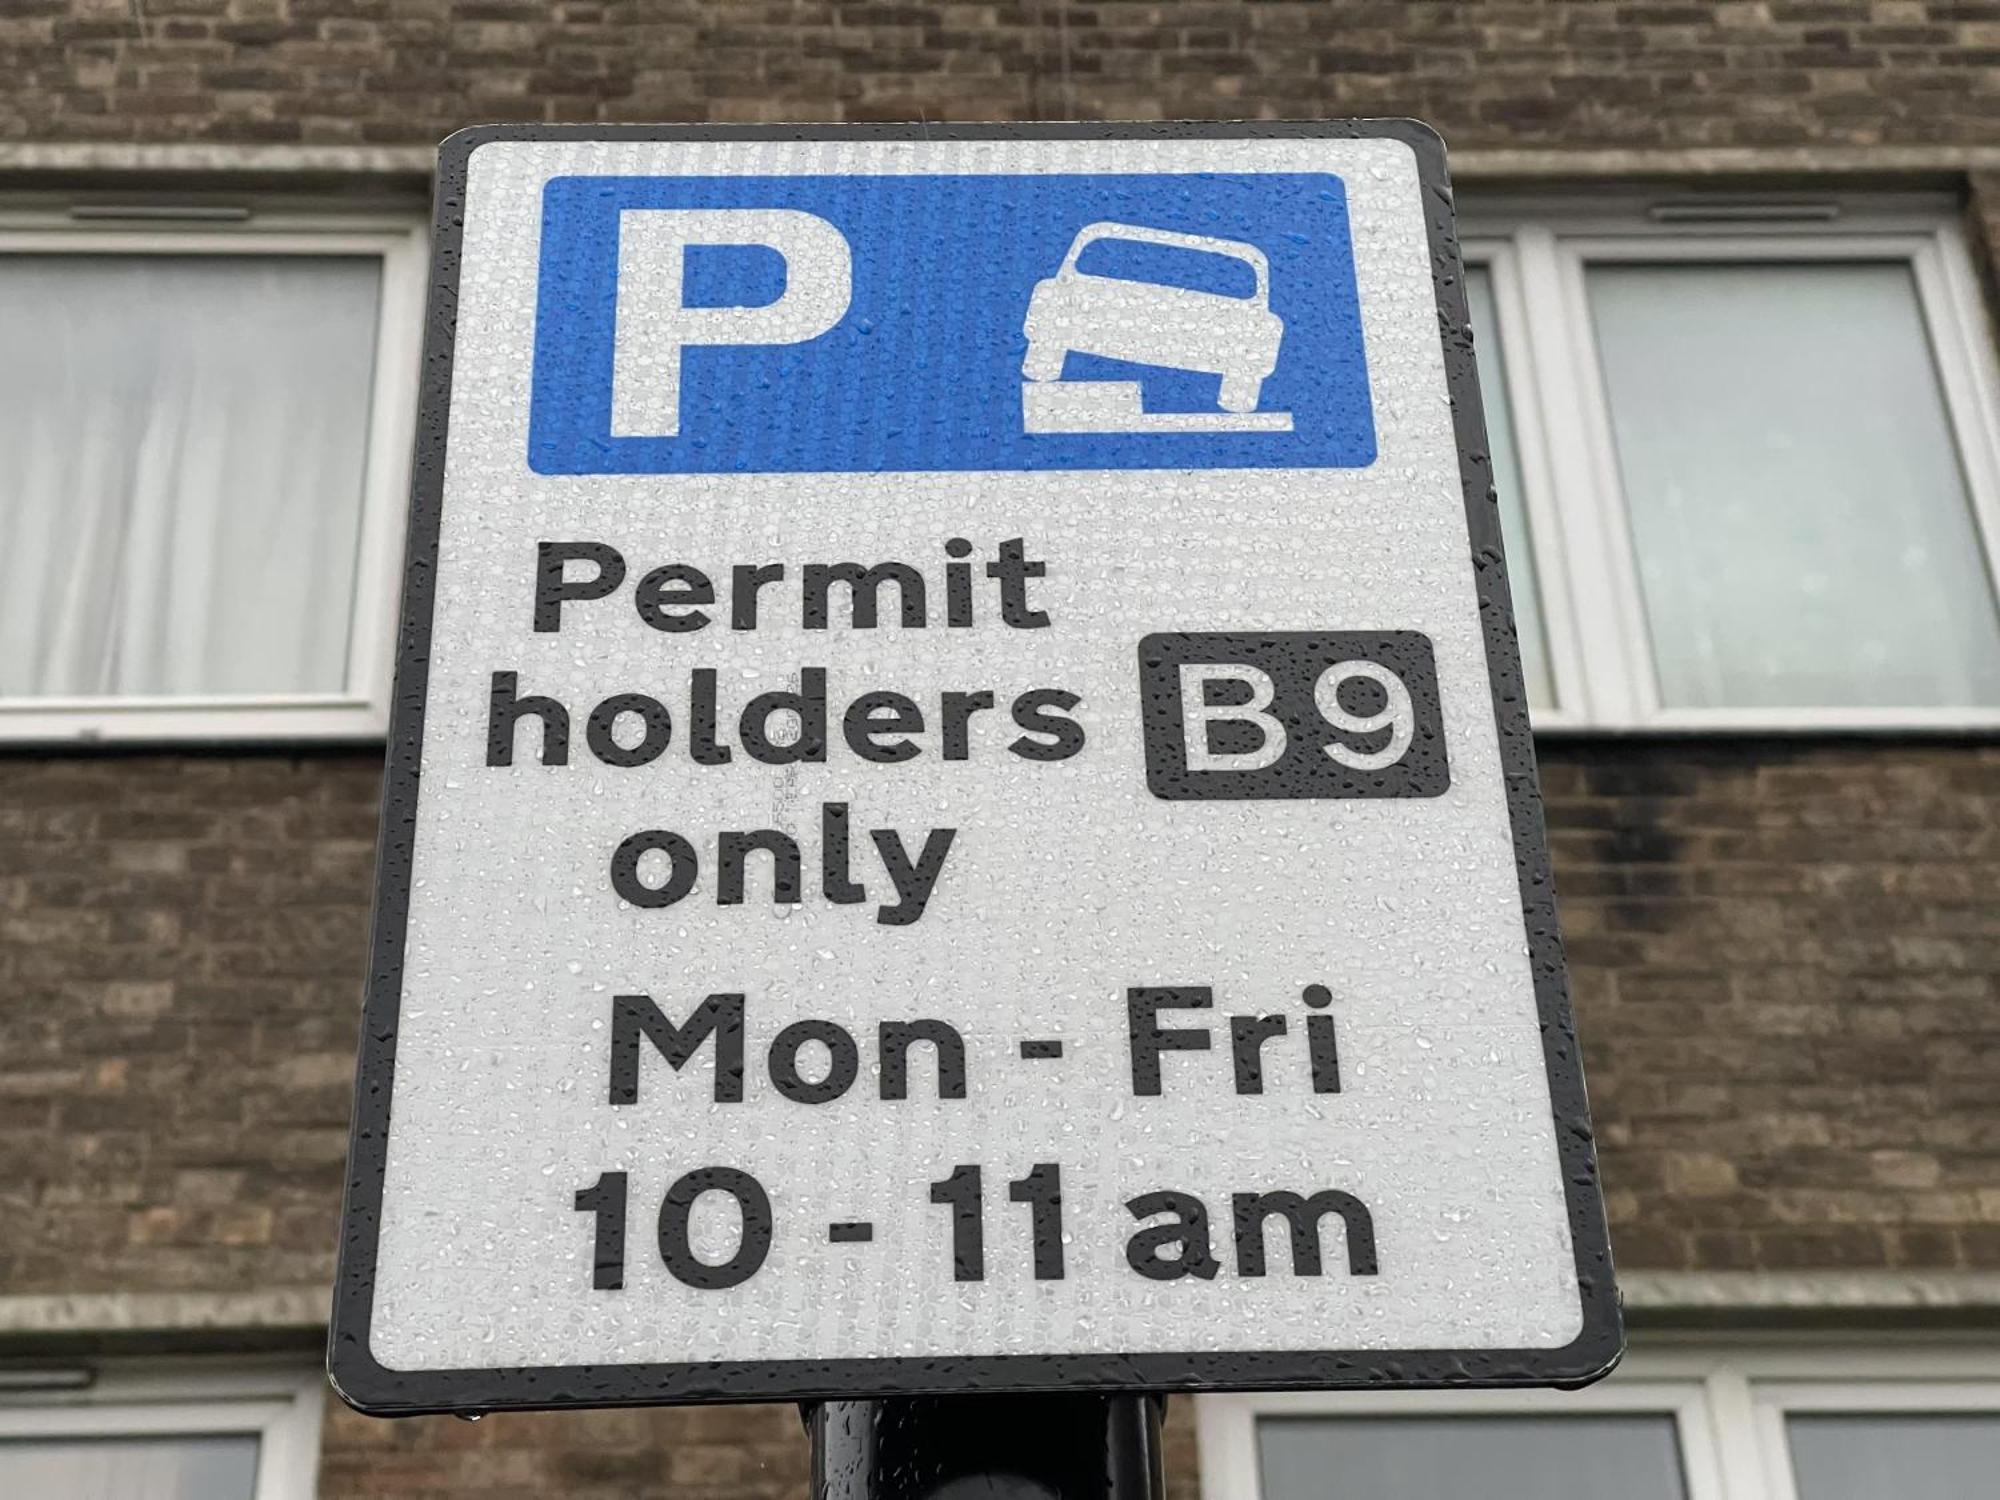 P
Permit
holders B9
only
Mon - Fri
10 - 11 am